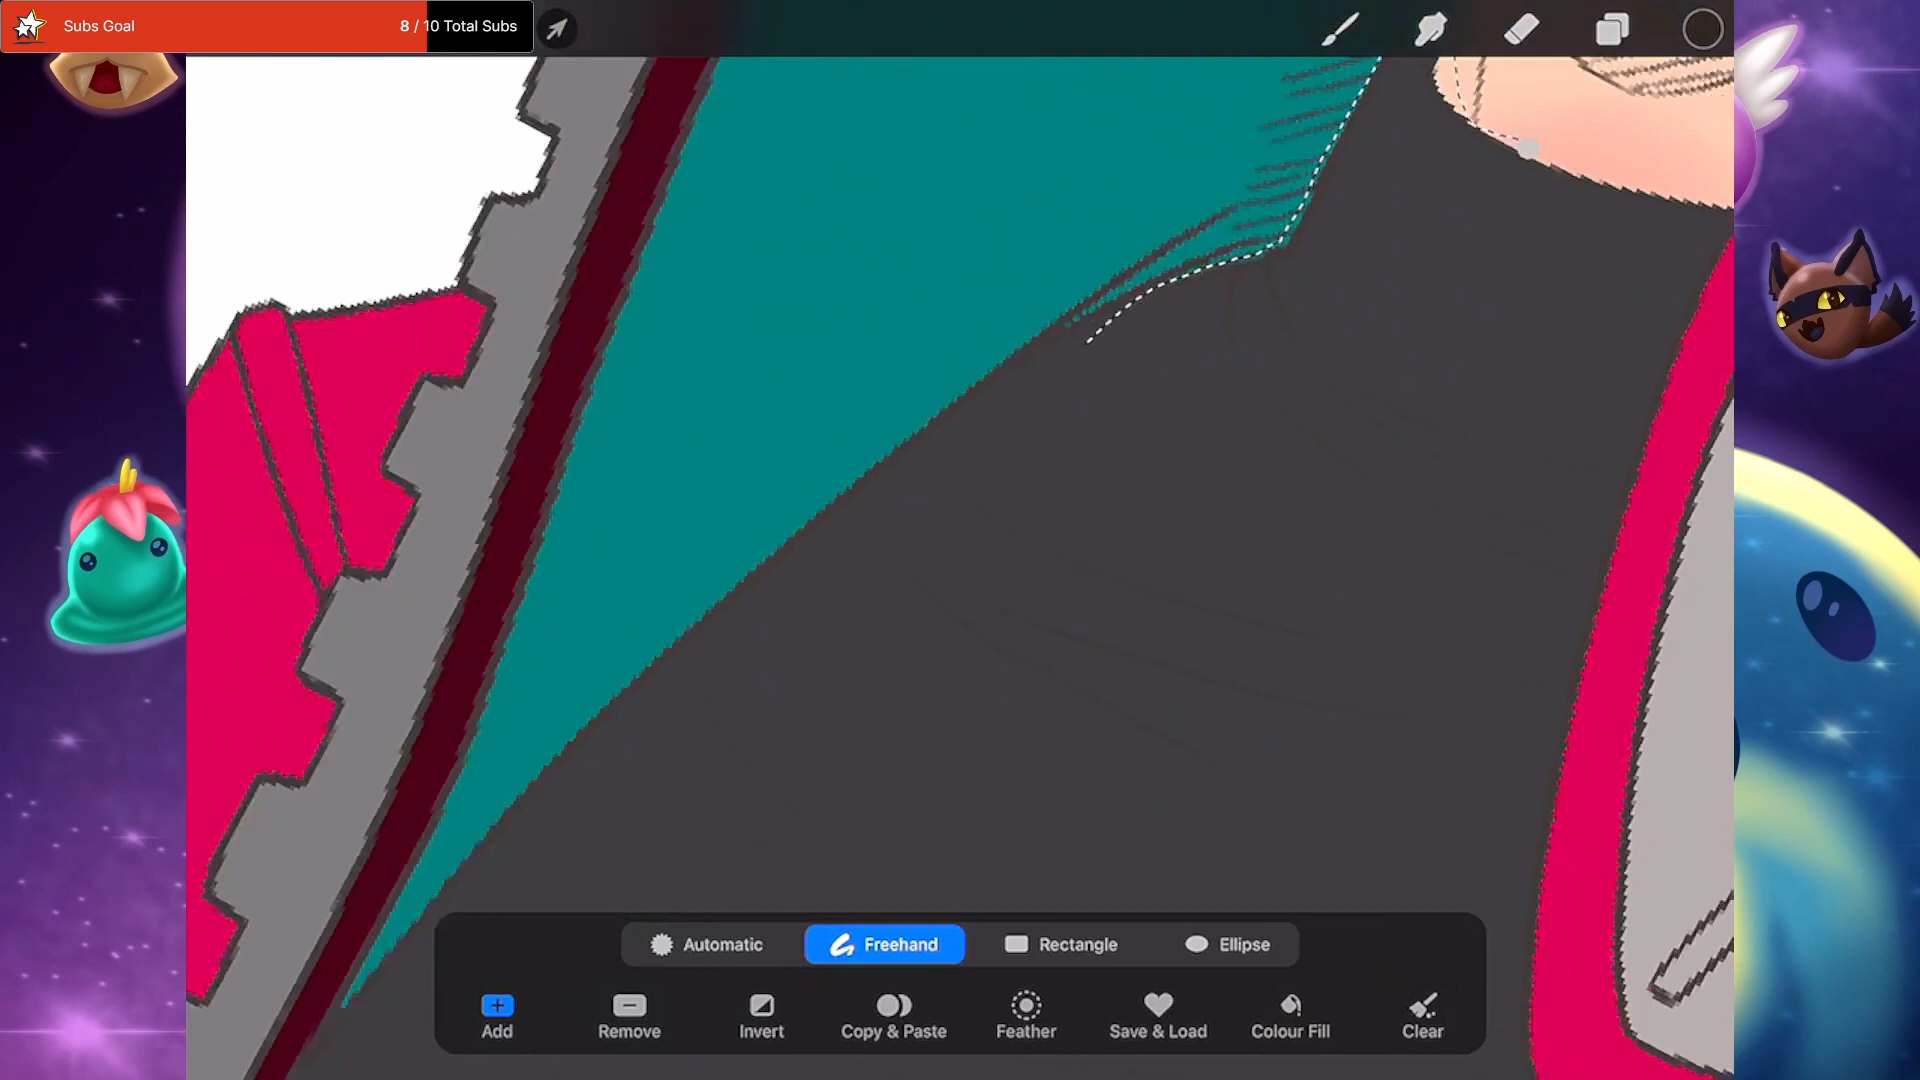 Subs Goal 8 / 10 Total Subs
Automatic Freehand Rectangle Ellipse
Add Remove Invert Copy & Paste Feather Save & Load Colour Fill Clear